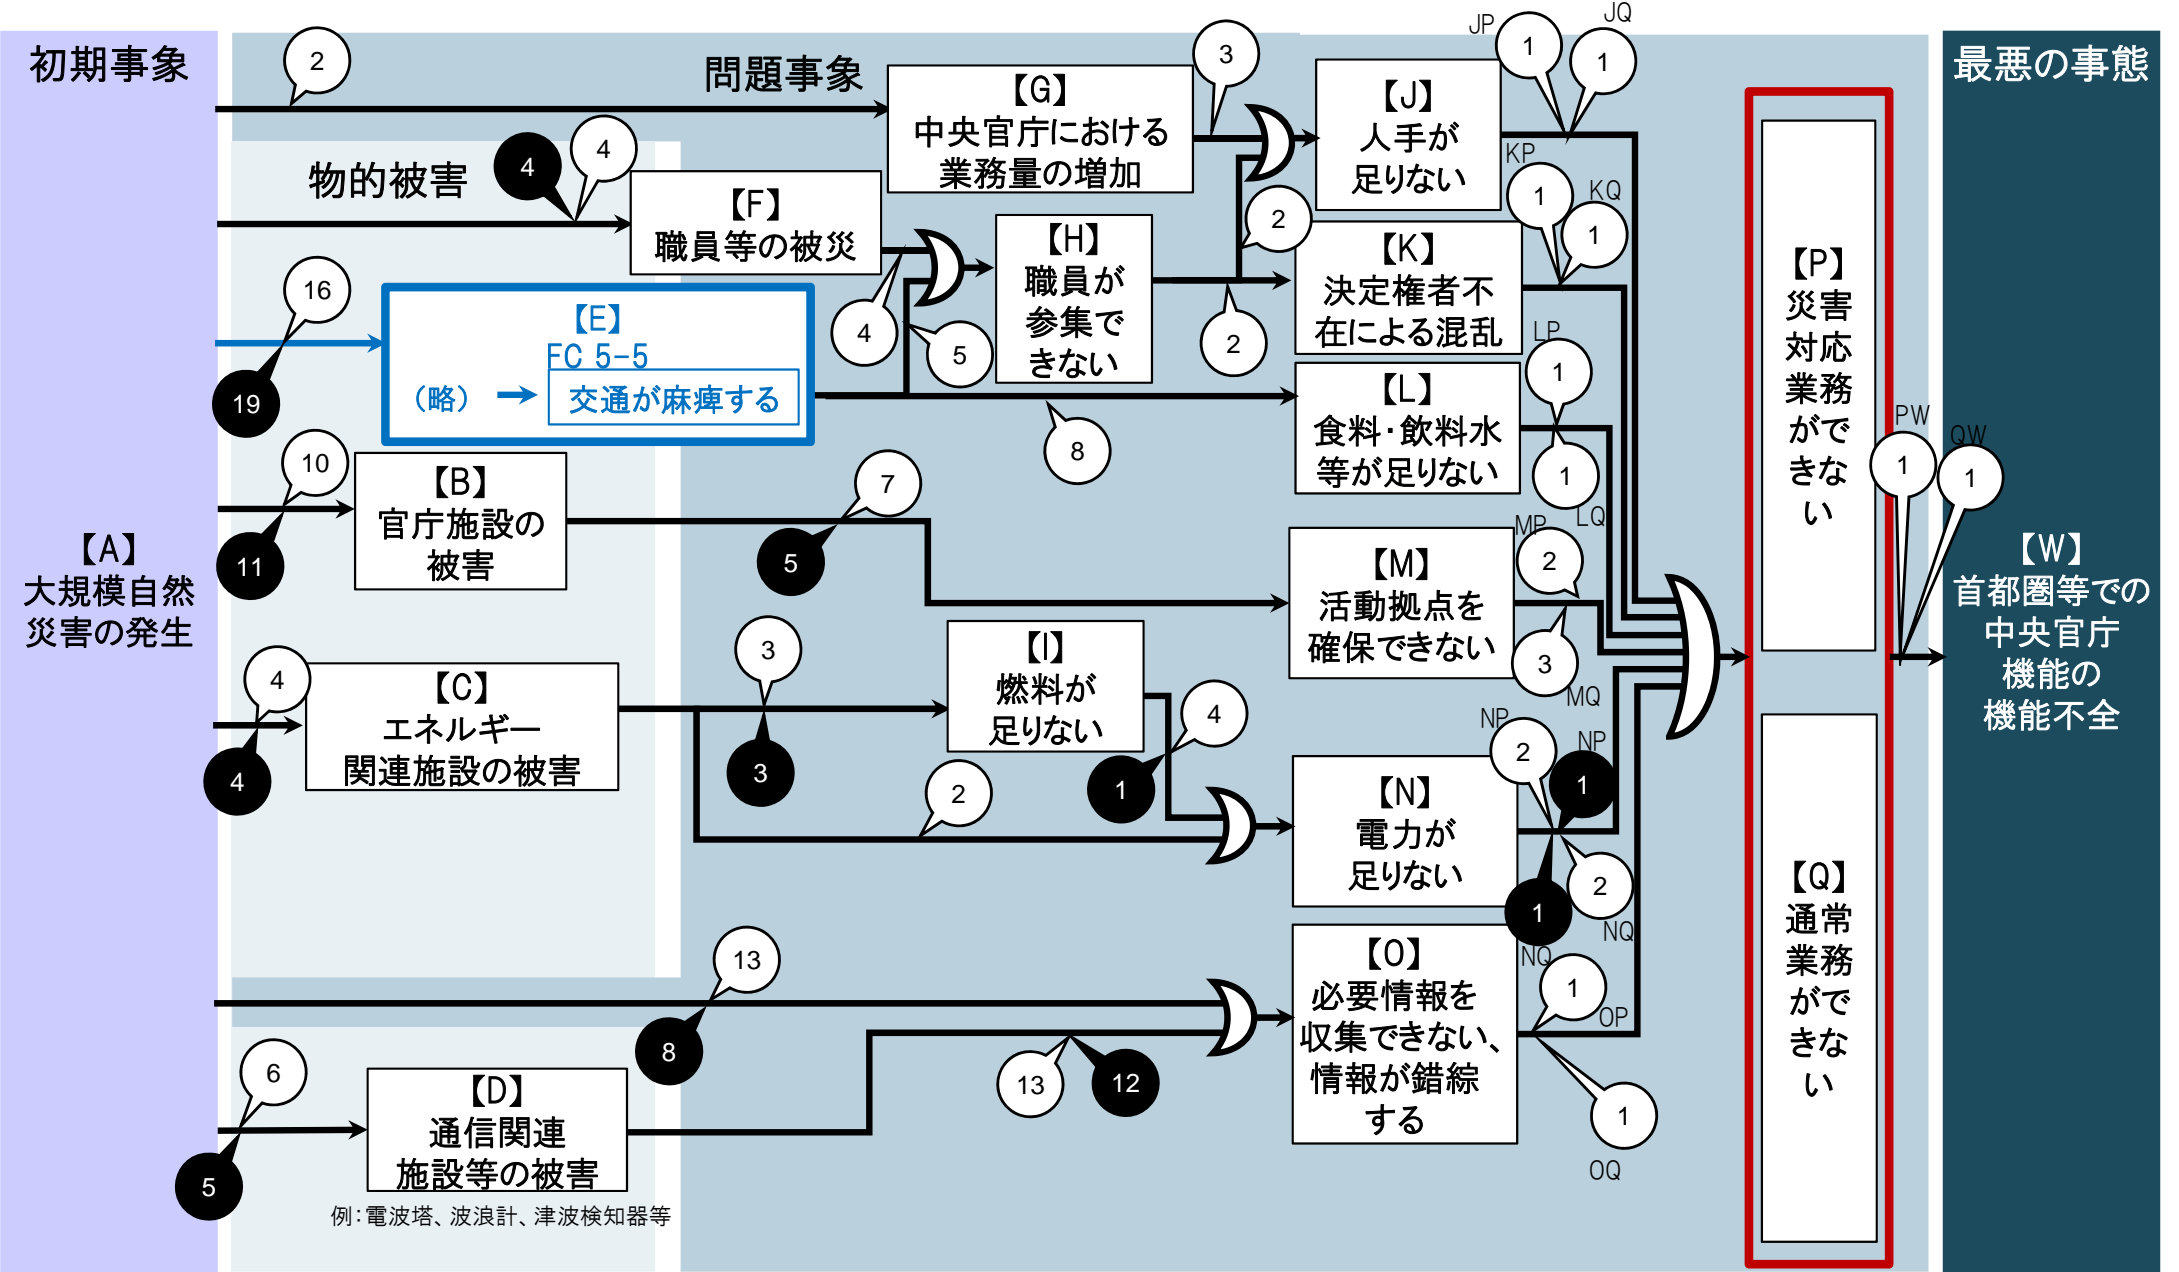 初期事象
【A】
大規模自然
災害の発生
問題事象
物的被害
最悪の事態
2
3
【G】
中央官庁における
業務量の増加
JP
1
JQ
1
【J】
人手が
足りない
4
4
【F】
職員等の被災
4
5
【H】
職員が
参集で
きない
2
2
KP
1
KQ
1
【K】
決定権者不
在による混乱
16
19
【E】
FC 5-5
（略）
交通が麻痺する
8
LP
1
1
LQ
【L】
食料・飲料水
等が足りない
10
11
【B】
官庁施設の
被害
7
5
MP
2
3
MQ
【M】
活動拠点を
確保できない
4
4
【C】
エネルギー
関連施設の被害
3
3
2
【I】
燃料が
足りない
4
1
【N】
電力が
足りない
NP
2
NP
1
1
NQ
2
NQ
13
8
【O】
必要情報を
収集できない、
情報が錯綜
する
1
OP
1
OQ
6
5
【D】
通信関連
施設等の被害
例：電波塔、波浪計、津波検知器等
13
12
【P】
災害
対応
業務
がで
きな
い
【Q】
通常
業務
がで
きな
い
PW
1
QW
1
【W】
首都圏等での
中央官庁
機能の
機能不全